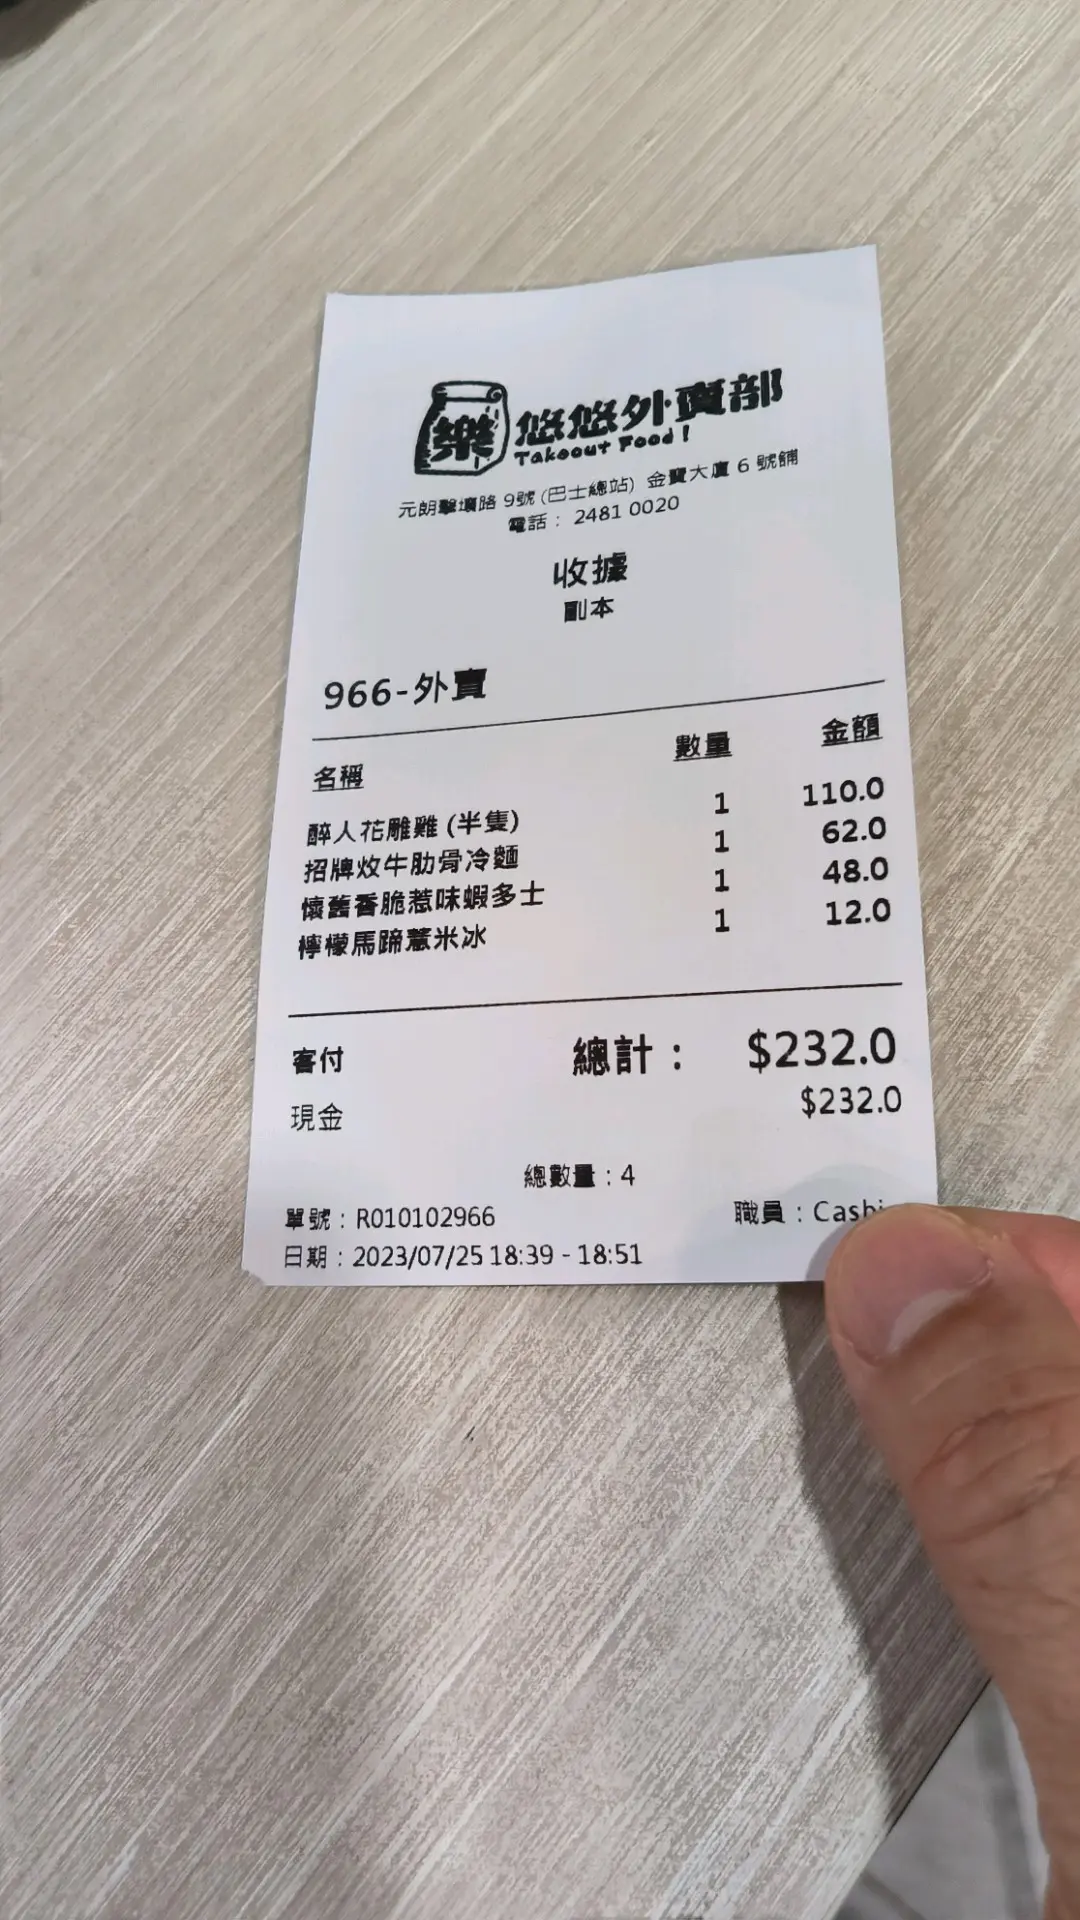 樂 悠悠外賣部
Takeout Food!
元朗擊壤路 9號 (巴士總站) 金寶大廈 6 號舖
電話： 2481 0020
收據
副本
966-外賣
名稱 數量 金額
醉人花雕雞 (半隻) 1 110.0
招牌炆牛肋骨冷麵 1 62.0
懷舊香脆惹味蝦多士 1 48.0
檸檬馬蹄薏米冰 1 12.0
客付 總計： $232.0
現金 $232.0
總數量：4
單號：R010102966 職員：Cashi
日期：2023/07/25 18:39 - 18:51